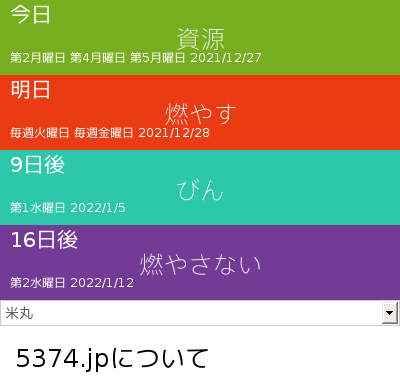 今日
資源
第2月曜日 第4月曜日 第5月曜日 2021/12/27
明日
燃やす
毎週火曜日 毎週金曜日 2021/12/28
9日後
びん
第1水曜日 2022/1/5
16日後
燃やさない
第2水曜日 2022/1/12
米丸
5374.jpについて